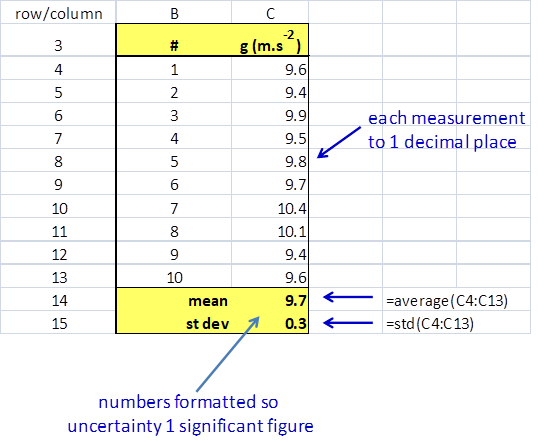 row/column B C
3 # g (m.s⁻²)
4 1 9.6
5 2 9.4
6 3 9.9
7 4 9.5
8 5 9.8
9 6 9.7
10 7 10.4
11 8 10.1
12 9 9.4
13 10 9.6
14 mean 9.7 =average(C4:C13)
15 st dev 0.3 =std(C4:C13)
each measurement
to 1 decimal place
numbers formatted so
uncertainty 1 significant figure